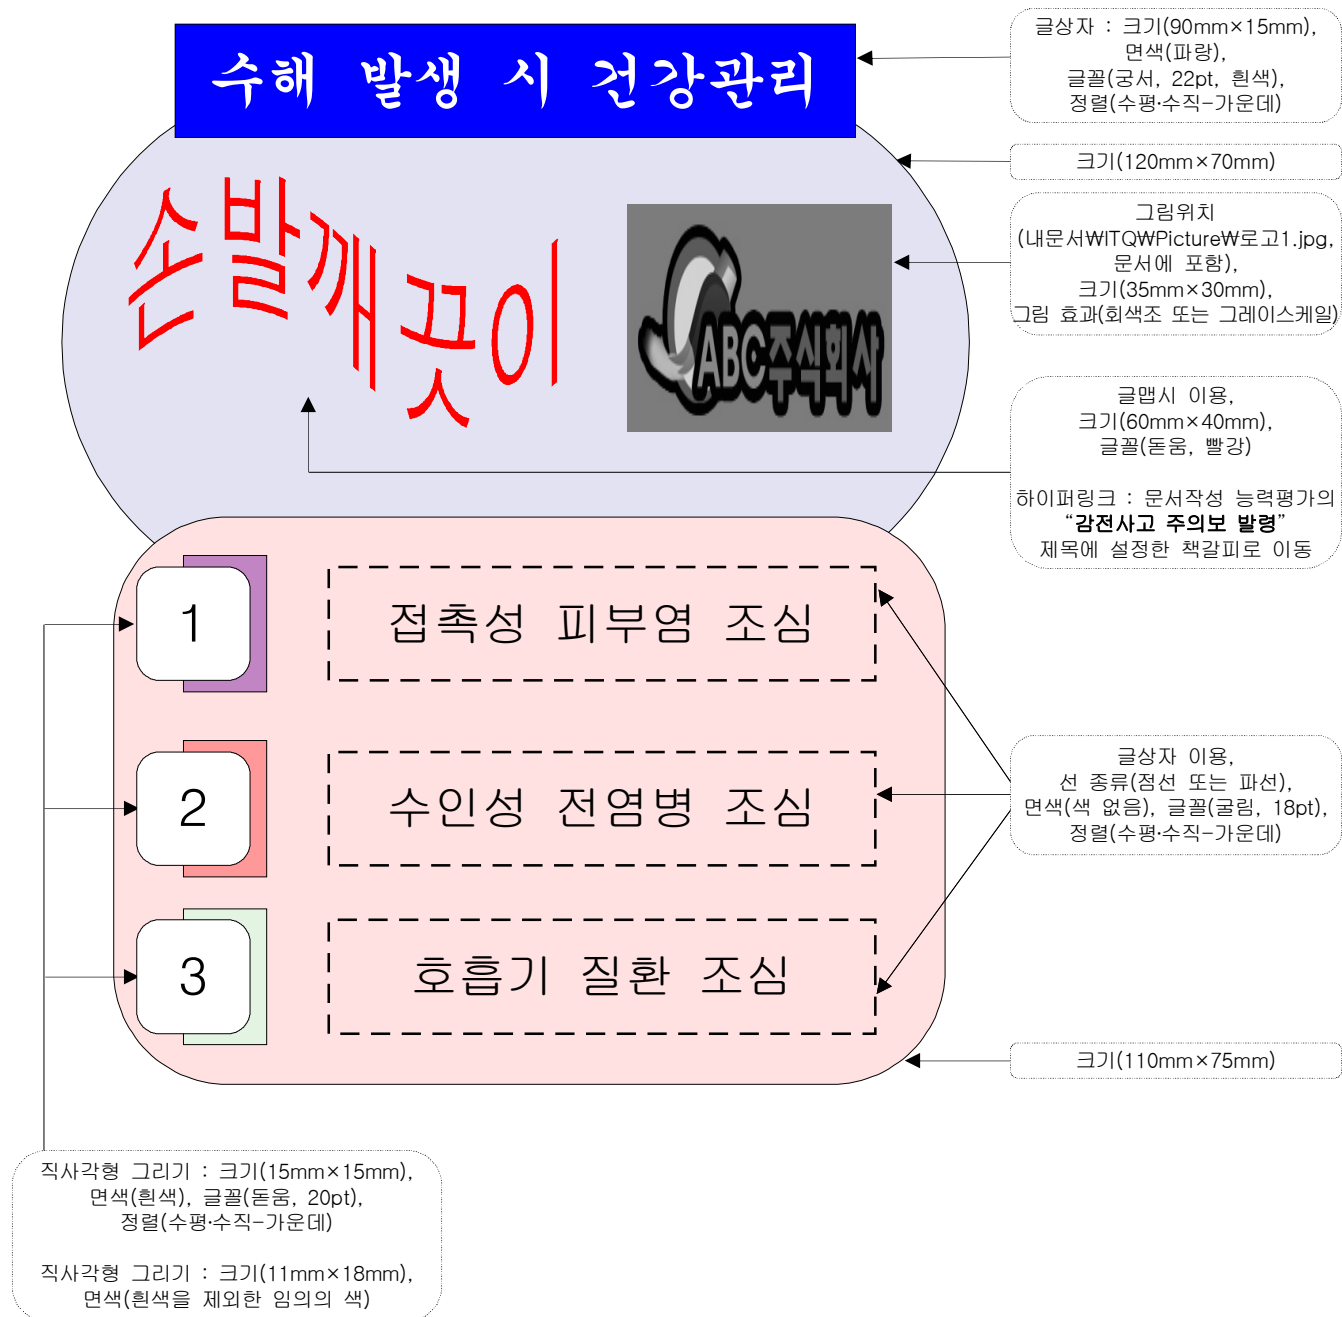 수해 발생 시 건강관리
손발깨끗이
ABC주식회사
1
접촉성 피부염 조심
2
수인성 전염병 조심
3
호흡기 질환 조심
글상자 : 크기(90mm×15mm),
면색(파랑),
글꼴(궁서, 22pt, 흰색),
정렬(수평·수직-가운데)
크기(120mm×70mm)
그림위치
(내문서₩ITQ₩Picture₩로고1.jpg,
문서에 포함),
크기(35mm×30mm),
그림 효과(회색조 또는 그레이스케일)
글맵시 이용,
크기(60mm×40mm),
글꼴(돋움, 빨강)
하이퍼링크 : 문서작성 능력평가의
“감전사고 주의보 발령”
제목에 설정한 책갈피로 이동
글상자 이용,
선 종류(점선 또는 파선),
면색(색 없음), 글꼴(굴림, 18pt),
정렬(수평·수직-가운데)
크기(110mm×75mm)
직사각형 그리기 : 크기(15mm×15mm),
면색(흰색), 글꼴(돋움, 20pt),
정렬(수평·수직-가운데)
직사각형 그리기 : 크기(11mm×18mm),
면색(흰색을 제외한 임의의 색)